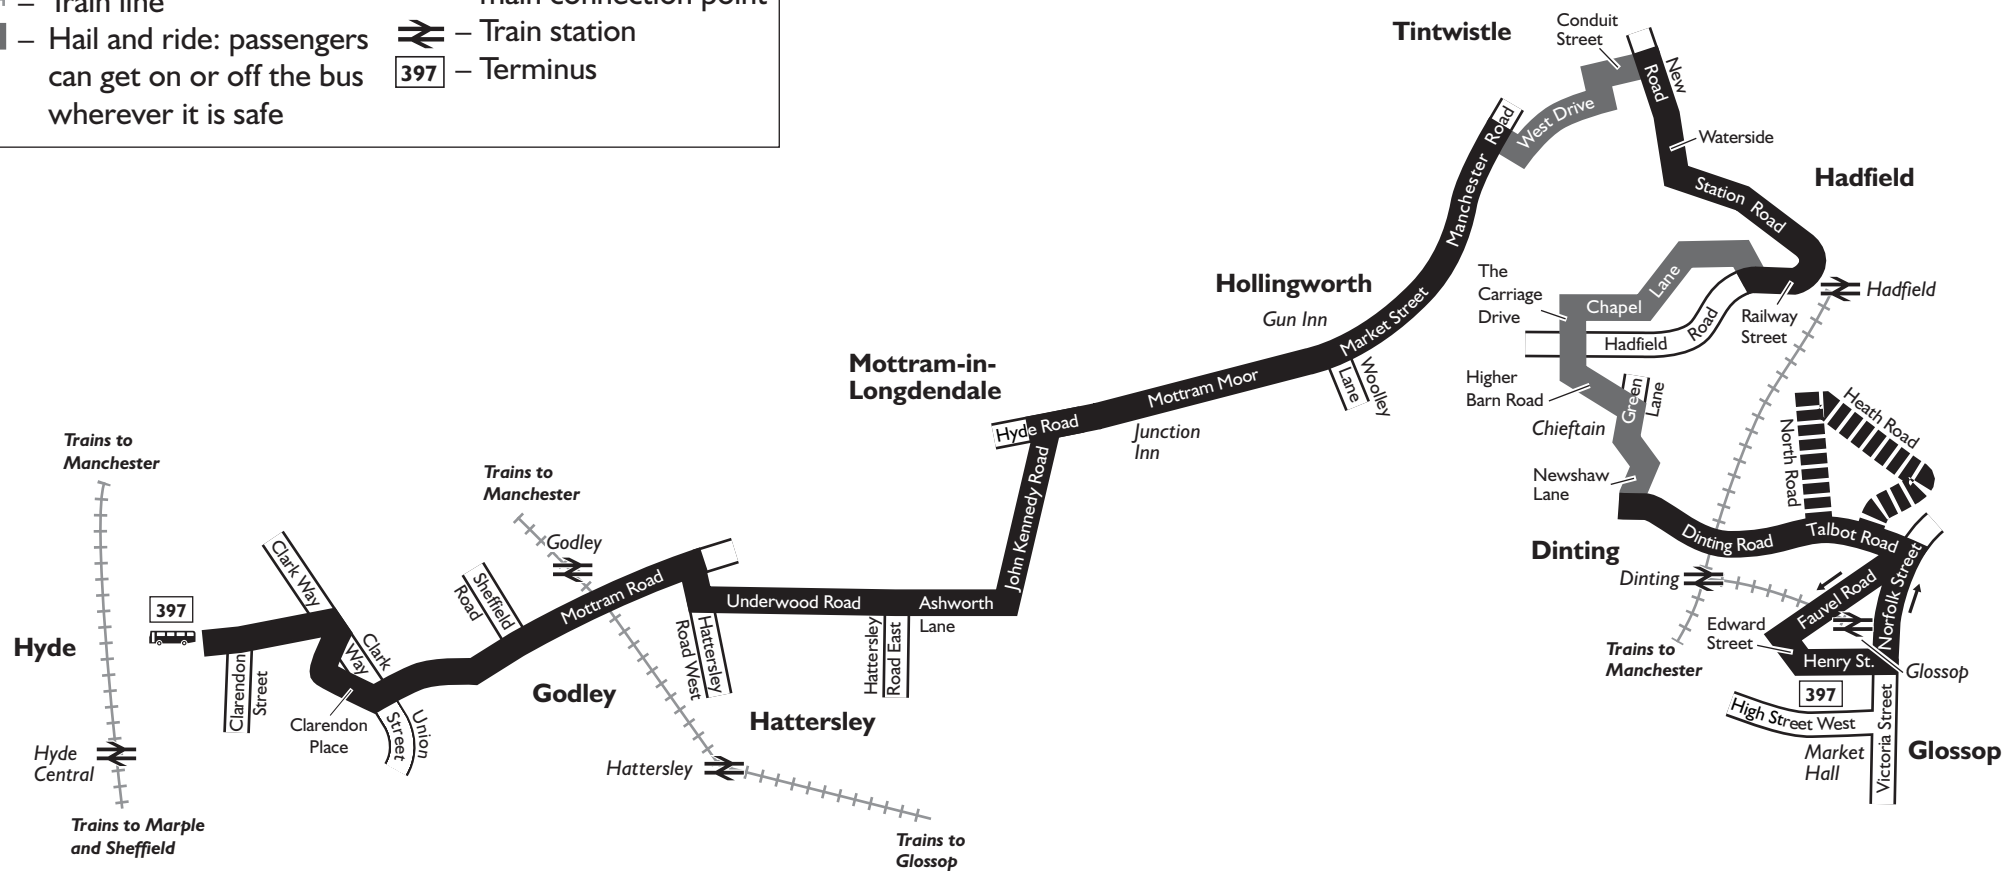 – Train line
– Hail and ride: passengers
can get on or off the bus
wherever it is safe
main connection point
– Train station
397 – Terminus
Tintwistle
Conduit
Street
New
Road
West Drive
Manchester Road
Waterside
Hadfield
Station Road
Hadfield
Railway
Street
Chapel Lane
The
Carriage
Drive
Hadfield Road
Higher
Barn Road
Green
Lane
Chieftain
Newshaw
Lane
Hollingworth
Gun Inn
Market Street
Woolley
Lane
Mottram-in-
Longdendale
Mottram Moor
Hyde Road
Junction
Inn
John Kennedy Road
Heath Road
North Road
Dinting Road
Talbot Road
Dinting
Dinting
Fauvel Road
Norfolk Street
Edward
Street
Henry St.
Glossop
Trains to
Manchester
397
High Street West
Market
Hall
Victoria Street
Glossop
Trains to
Manchester
Trains to
Manchester
Godley
Clark Way
Sheffield
Road
Mottram Road
Underwood Road
Ashworth
Lane
397
Hyde
Clark
Way
Clarendon
Street
Clarendon
Place
Union
Street
Godley
Hattersley
Road West
Hattersley
Road East
Hattersley
Hattersley
Hyde
Central
Trains to Marple
and Sheffield
Trains to
Glossop